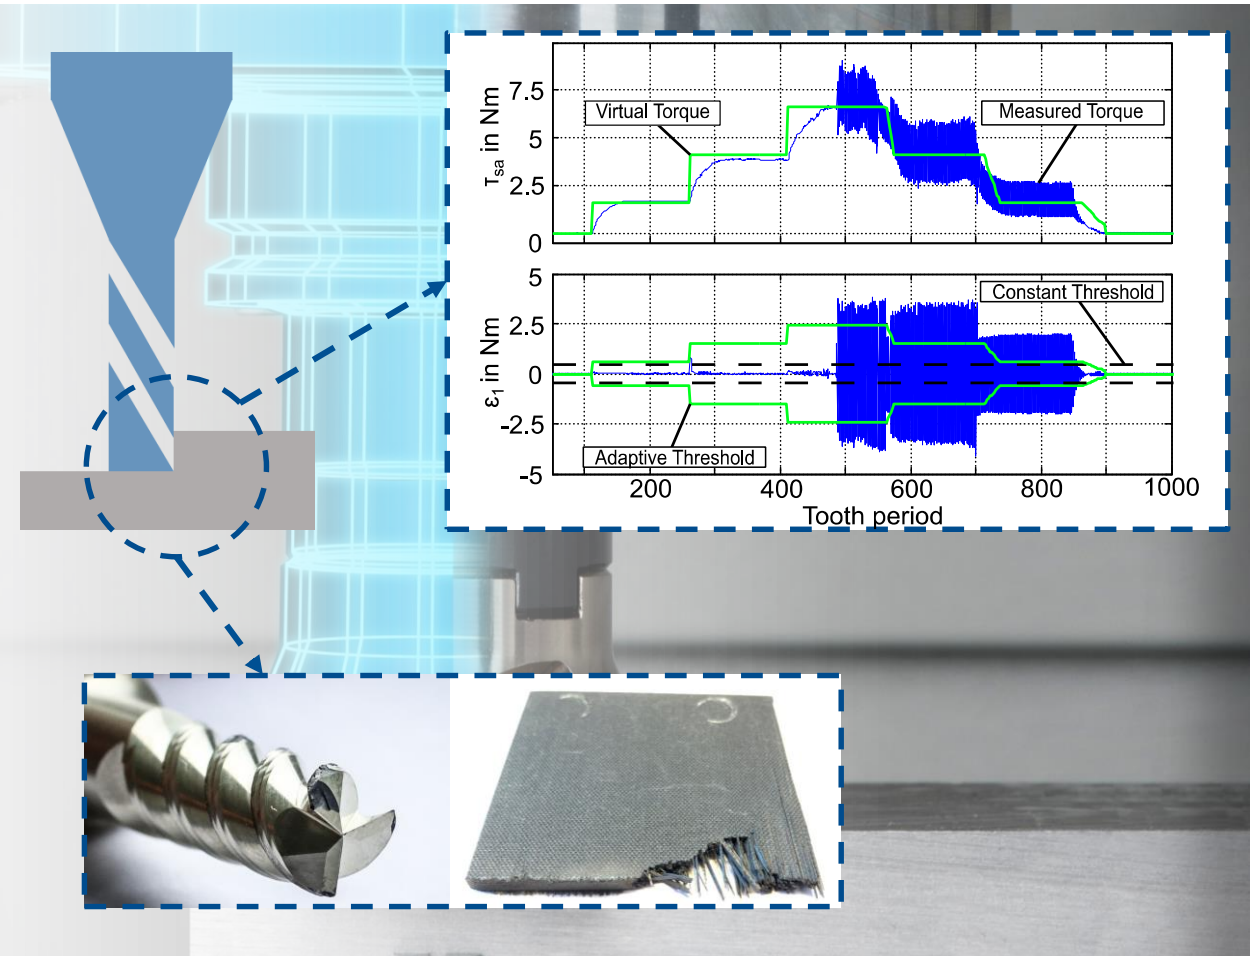 7.5
5
2.5
0
τsa in Nm
Virtual Torque
Measured Torque
5
2.5
0
-2.5
-5
ε1 in Nm
Constant Threshold
Adaptive Threshold
200 400 600 800 1000
Tooth period